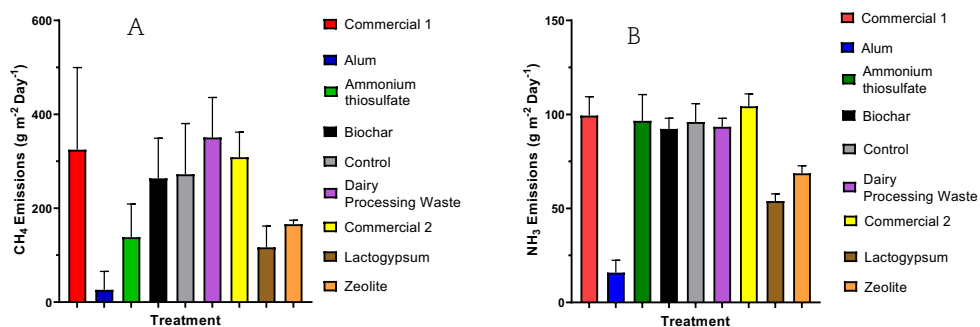 A
CH₄ Emissions (g m⁻² Day⁻¹)
600
400
200
0
Treatment
Commercial 1
Alum
Ammonium
thiosulfate
Biochar
Control
Dairy
Processing Waste
Commercial 2
Lactogypsum
Zeolite
B
NH₃ Emissions (g m⁻² Day⁻¹)
150
100
50
0
Treatment
Commercial 1
Alum
Ammonium
thiosulfate
Biochar
Control
Dairy
Processing Waste
Commercial 2
Lactogypsum
Zeolite